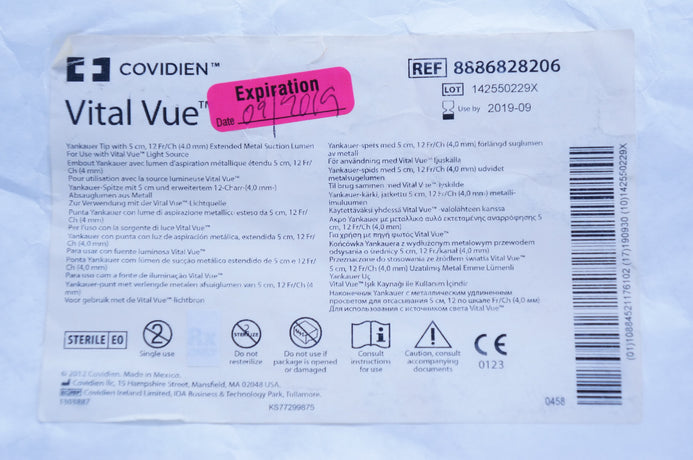 COVIDIEN™
Vital Vue™
Expiration
Date 09/2019
REF 8886828206
LOT 142550229X
Use by 2019-09
Yankauer Tip with 5 cm, 12 Fr/Ch (4.0 mm) Extended Metal Suction Lumen
For Use with Vital Vue™ Light Source
Embout Yankauer avec lumen d'aspiration métallique étendu 5 cm, 12 Fr/
Ch (4 mm)
Pour utilisation avec la source lumineuse Vital Vue™
Yankauer-Spitze mit 5 cm und erweitertem 12-Charr-(4,0 mm-)
Absauglumen aus Metall
Zur Verwendung mit der Vital Vue™-Lichtquelle
Punta Yankauer con lume di aspirazione metallico esteso da 5 cm, 12 Fr/
Ch (4,0 mm)
Per l'uso con la sorgente di luce Vital Vue™
Yankauer con punta con luz de aspiración metálica, extendida 5 cm, 12 Fr/
Ch (4,0 mm)
Para usar con fuente luminosa Vital Vue™
Ponta Yankauer com lúmen de sucção metálico estendido de 5 cm e 12 Fr/
Ch (4,0 mm)
Para uso com a fonte de iluminação Vital Vue™
Yankauer-punt met verlengde metalen afzuiglumen van 5 cm, 12 Fr/Ch (4
mm)
Voor gebruik met de Vital Vue™ lichtbron
Yankauer-spets med 5 cm, 12 Fr/Ch (4,0 mm) förlängd suglumen
av metall
För användning med Vital Vue™ ljuskälla
Yankauer-spids med 5 cm, 12 Fr/Ch (4,0 mm) udvidet
metalsugelumen
Til brug sammen med Vital Vue™ lyskilde
Yankauer-kärki, jatkettu 5 cm, 12 Fr/Ch (4,0 mm) metalli-
imuluumen
Käytettäväksi yhdessä Vital Vue™ -valolähteen kanssa
Άκρο Yankauer με μεταλλικό αυλό εκτεταμένης αναρρόφησης 5
cm, 12 Fr/Ch (4,0 mm)
Για χρήση με πηγή φωτός Vital Vue™
Końcówka Yankauera z wydłużonym metalowym przewodem
odsysania o średnicy 5 cm, 12 Fr/kanał (4,0 mm)
Przeznaczone do stosowania ze źródłem światła Vital Vue™
5 cm, 12 Fr/Ch (4,0 mm) Uzatılmış Metal Emme Lümenli
Yankauer Uç
Vital Vue™ Işık Kaynağı ile Kullanım İçindir
Наконечник Yankauer с металлическим удлиненным
просветом для отсасывания 5 см, 12 по шкале Fr/Ch (4,0 мм)
Для использования с источником света Vital Vue™
STERILE EO
2
Single use
Rx
2
STERILIZE
Do not
resterilize
Do not use if
package is opened
or damaged
Consult
instructions
for use
Caution, consult
accompanying
documents
CE
0123
© 2012 Covidien. Made in Mexico.
Covidien llc, 15 Hampshire Street, Mansfield, MA 02048 USA.
EC REP Covidien Ireland Limited, IDA Business & Technology Park, Tullamore.
KS77299875
0458
(01)10884521176102 (17)190930 (10)142550229X